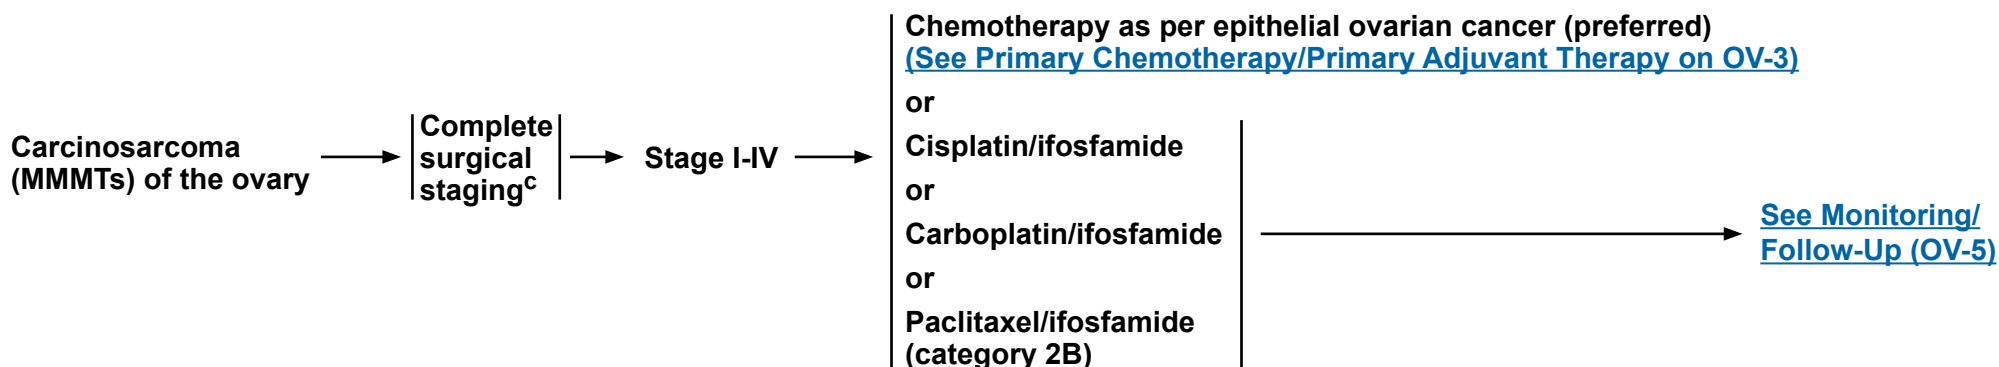 Carcinosarcoma
(MMMTs) of the ovary
Complete
surgical
staging^c
Stage I-IV
Chemotherapy as per epithelial ovarian cancer (preferred)
(See Primary Chemotherapy/Primary Adjuvant Therapy on OV-3)
or
Cisplatin/ifosfamide
or
Carboplatin/ifosfamide
or
Paclitaxel/ifosfamide
(category 2B)
See Monitoring/
Follow-Up (OV-5)